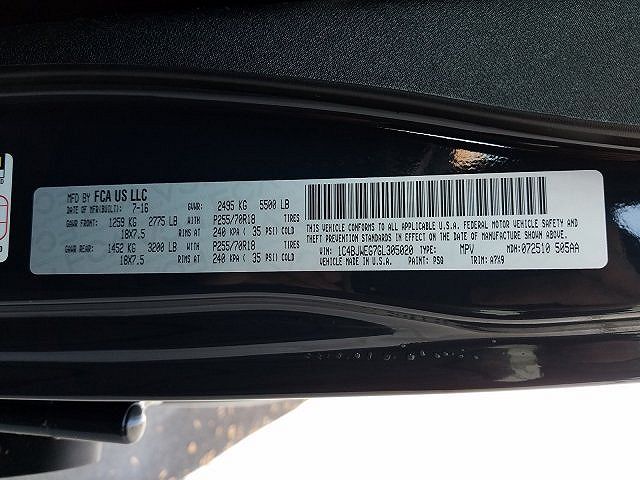 MFD BY FCA US LLC
DATE OF MFR(BUILT) 7-16 GVWR: 2495 KG 5500 LB
GAWR FRONT: 1259 KG 2775 LB WITH P255/70R18 TIRES
18X7.5 RIMS AT 240 KPA ( 35 PSI) COLD
GAWR REAR: 1452 KG 3200 LB WITH P255/70R18 TIRES
18X7.5 RIMS AT 240 KPA ( 35 PSI) COLD
THIS VEHICLE CONFORMS TO ALL APPLICABLE U.S.A. FEDERAL MOTOR VEHICLE SAFETY AND
THEFT PREVENTION STANDARDS IN EFFECT ON THE DATE OF MANUFACTURE SHOWN ABOVE.
VIN: 1C4BJWEG7GL305020 TYPE: MPV MDH: 072510 505AA
MADE IN U.S.A. PAINT: PS8 TRIM: A7X9